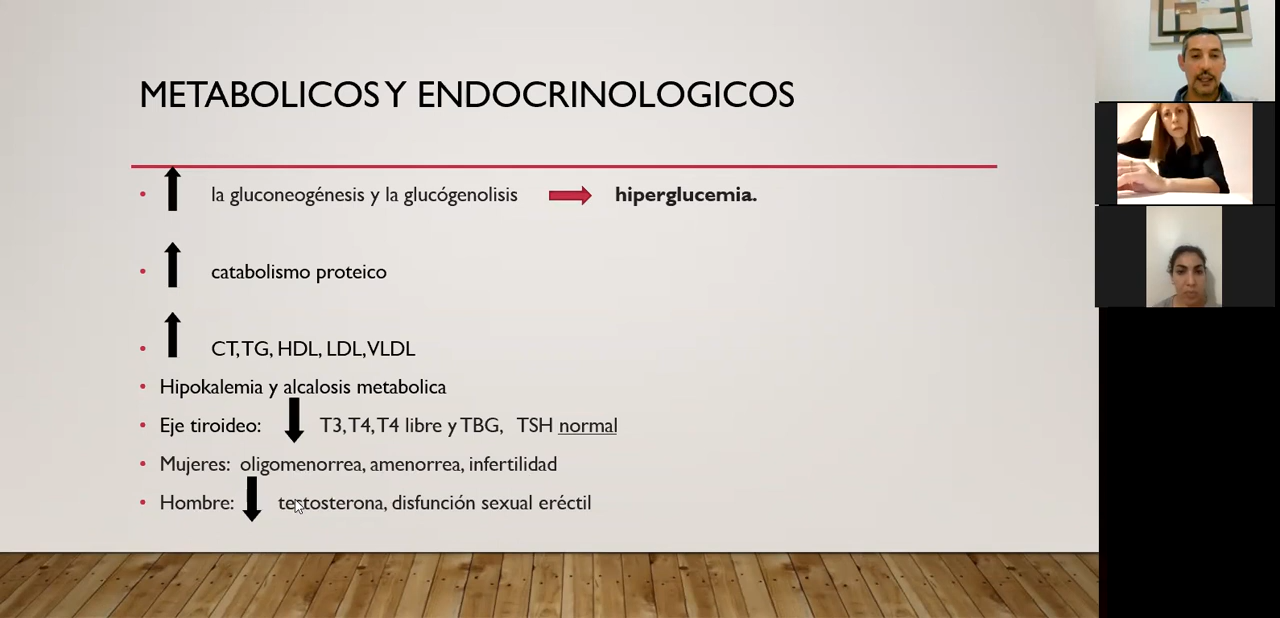 METABOLICOS Y ENDOCRINOLOGICOS
• la gluconeogénesis y la glucógenolisis hiperglucemia.
• catabolismo proteico
• CT,TG, HDL, LDL,VLDL
• Hipokalemia y alcalosis metabolica
• Eje tiroideo: T3,T4,T4 libre y TBG, TSH normal
• Mujeres: oligomenorrea, amenorrea, infertilidad
• Hombre: testosterona, disfunción sexual eréctil